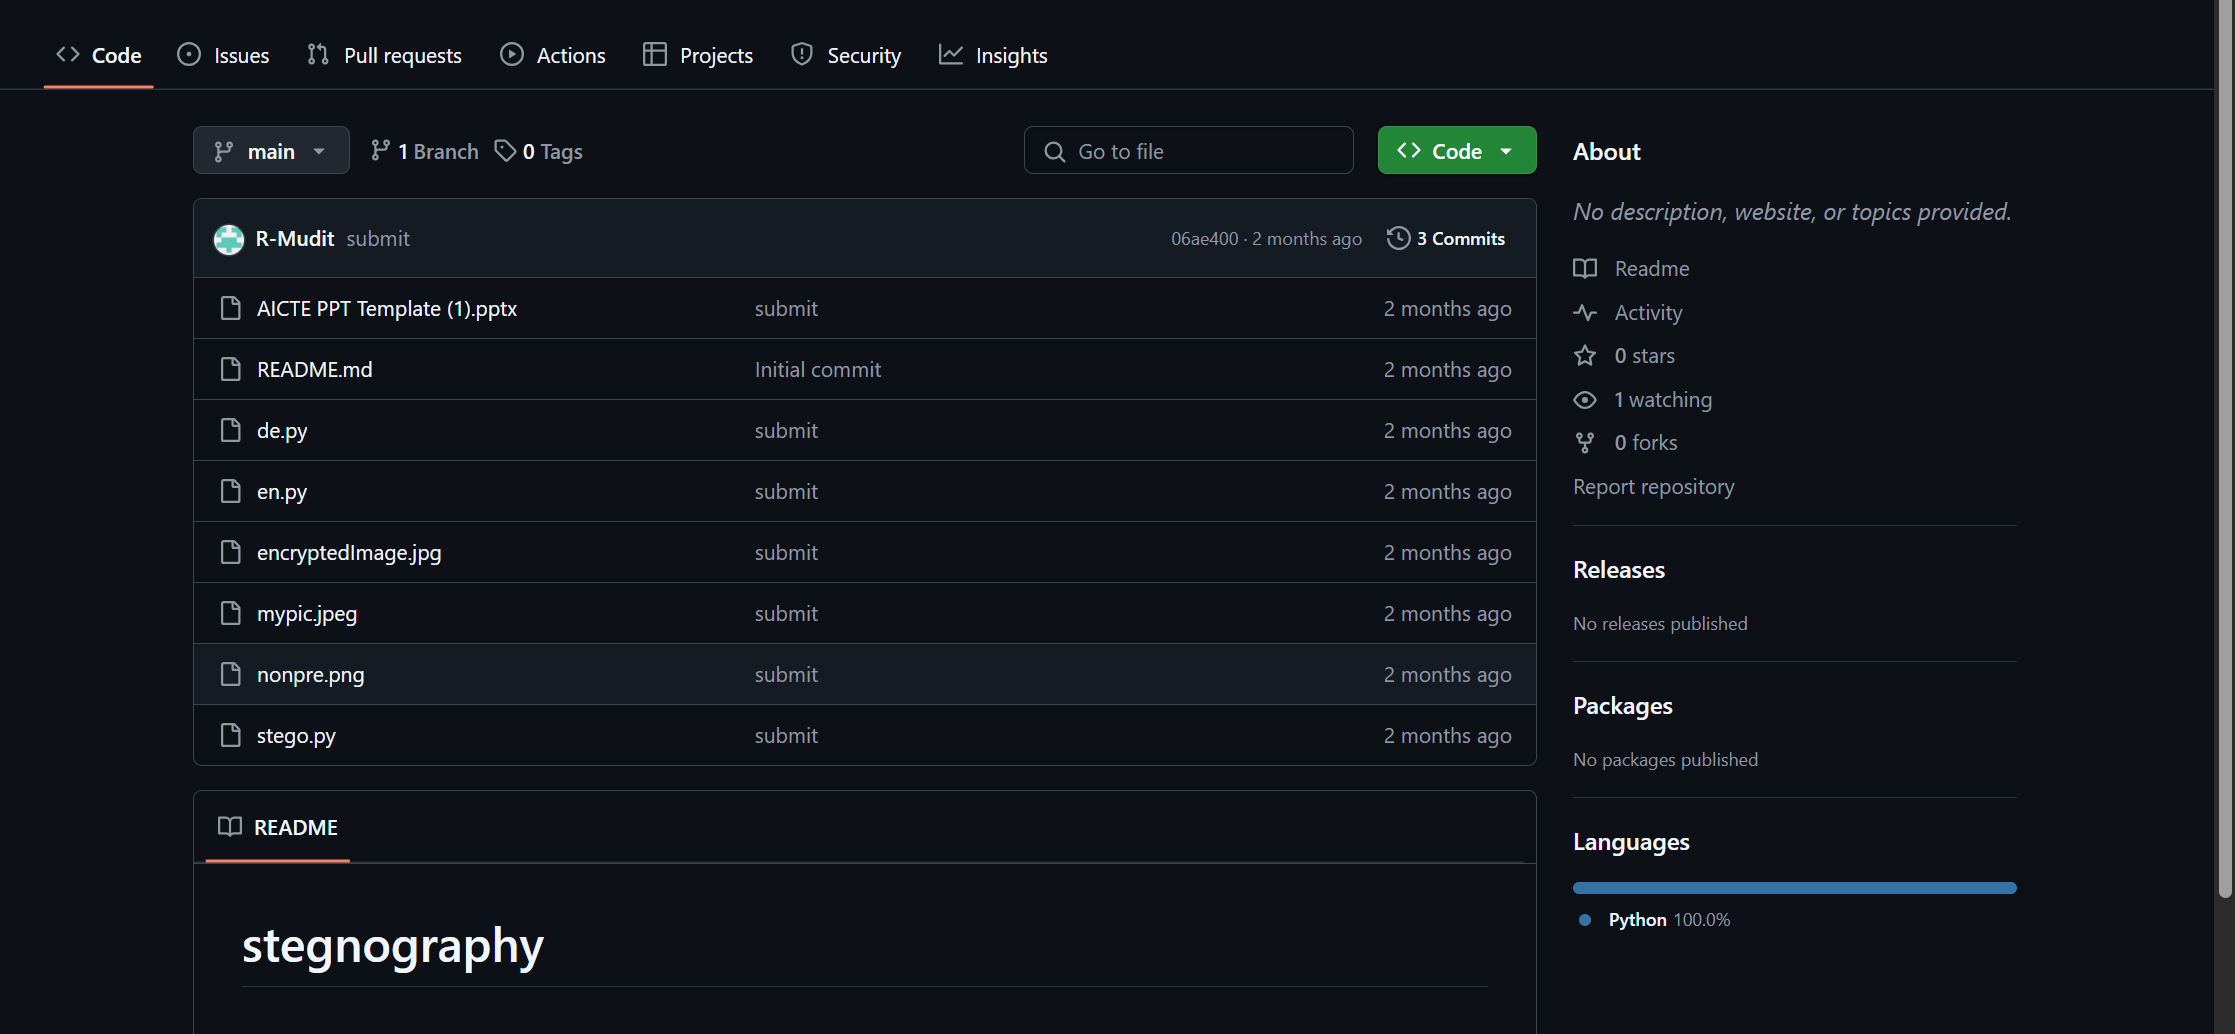 Code Issues Pull requests Actions Projects Security Insights
main 1 Branch 0 Tags Go to file Code
R-Mudit submit 06ae400 · 2 months ago 3 Commits
AICTE PPT Template (1).pptx submit 2 months ago
README.md Initial commit 2 months ago
de.py submit 2 months ago
en.py submit 2 months ago
encryptedImage.jpg submit 2 months ago
mypic.jpeg submit 2 months ago
nonpre.png submit 2 months ago
stego.py submit 2 months ago
README
stegnography
About
No description, website, or topics provided.
Readme
Activity
0 stars
1 watching
0 forks
Report repository
Releases
No releases published
Packages
No packages published
Languages
Python 100.0%